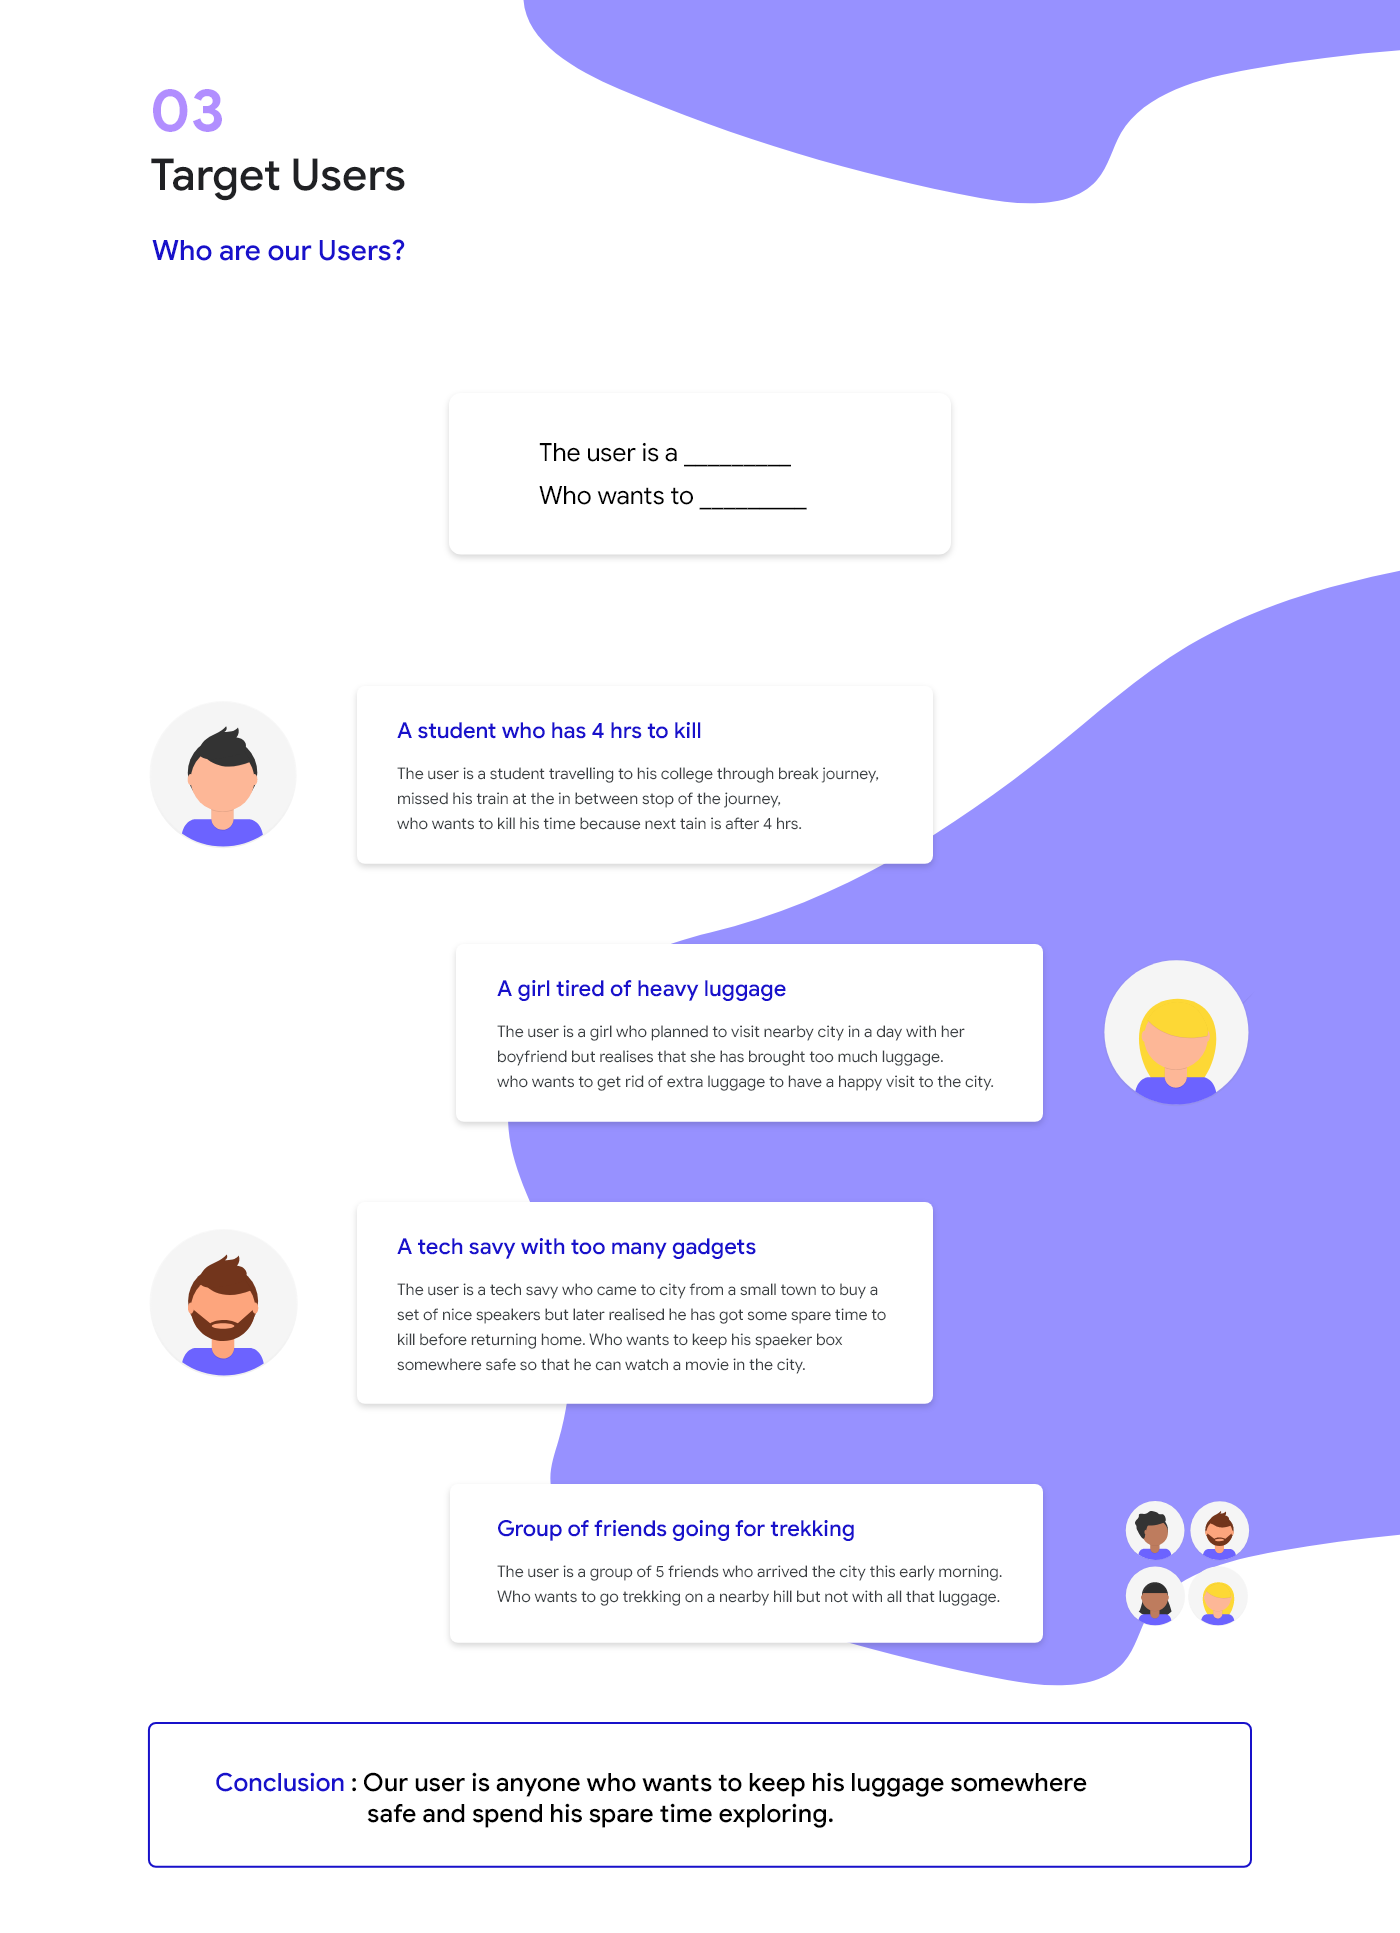 03
Target Users
Who are our Users?
The user is a _________
Who wants to _________
A student who has 4 hrs to kill
The user is a student travelling to his college through break journey,
missed his train at the in between stop of the journey,
who wants to kill his time because next tain is after 4 hrs.
A girl tired of heavy luggage
The user is a girl who planned to visit nearby city in a day with her
boyfriend but realises that she has brought too much luggage.
who wants to get rid of extra luggage to have a happy visit to the city.
A tech savy with too many gadgets
The user is a tech savy who came to city from a small town to buy a
set of nice speakers but later realised he has got some spare time to
kill before returning home. Who wants to keep his spaeker box
somewhere safe so that he can watch a movie in the city.
Group of friends going for trekking
The user is a group of 5 friends who arrived the city this early morning.
Who wants to go trekking on a nearby hill but not with all that luggage.
Conclusion : Our user is anyone who wants to keep his luggage somewhere
safe and spend his spare time exploring.